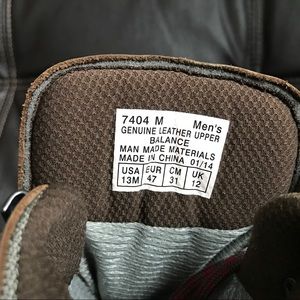 7404 M Men's
GENUINE LEATHER UPPER
BALANCE
MAN MADE MATERIALS
MADE IN CHINA 01/14
USA EUR CM UK
13M 47 31 12